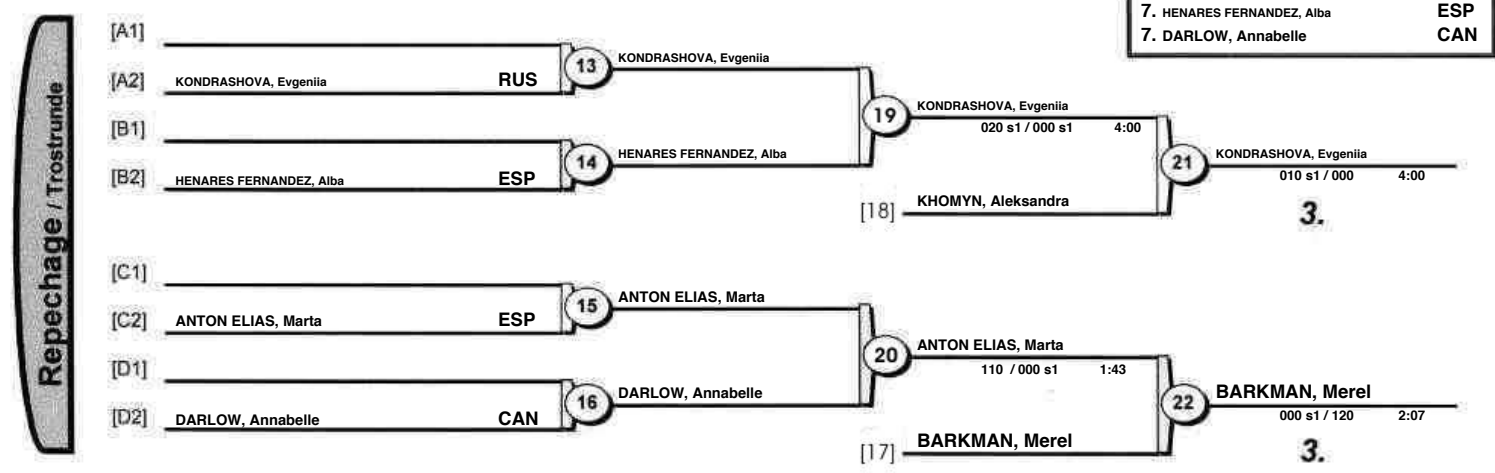 7. HENARES FERNANDEZ, Alba ESP
7. DARLOW, Annabelle CAN
Repechage / Trostrunde
[A1]
[A2] KONDRASHOVA, Evgeniia RUS
13 KONDRASHOVA, Evgeniia
[B1]
[B2] HENARES FERNANDEZ, Alba ESP
14 HENARES FERNANDEZ, Alba
19 KONDRASHOVA, Evgeniia
020 s1 / 000 s1 4:00
[18] KHOMYN, Aleksandra
21 KONDRASHOVA, Evgeniia
010 s1 / 000 4:00
3.
[C1]
[C2] ANTON ELIAS, Marta ESP
15 ANTON ELIAS, Marta
[D1]
[D2] DARLOW, Annabelle CAN
16 DARLOW, Annabelle
20 ANTON ELIAS, Marta
110 / 000 s1 1:43
[17] BARKMAN, Merel
22 BARKMAN, Merel
000 s1 / 120 2:07
3.